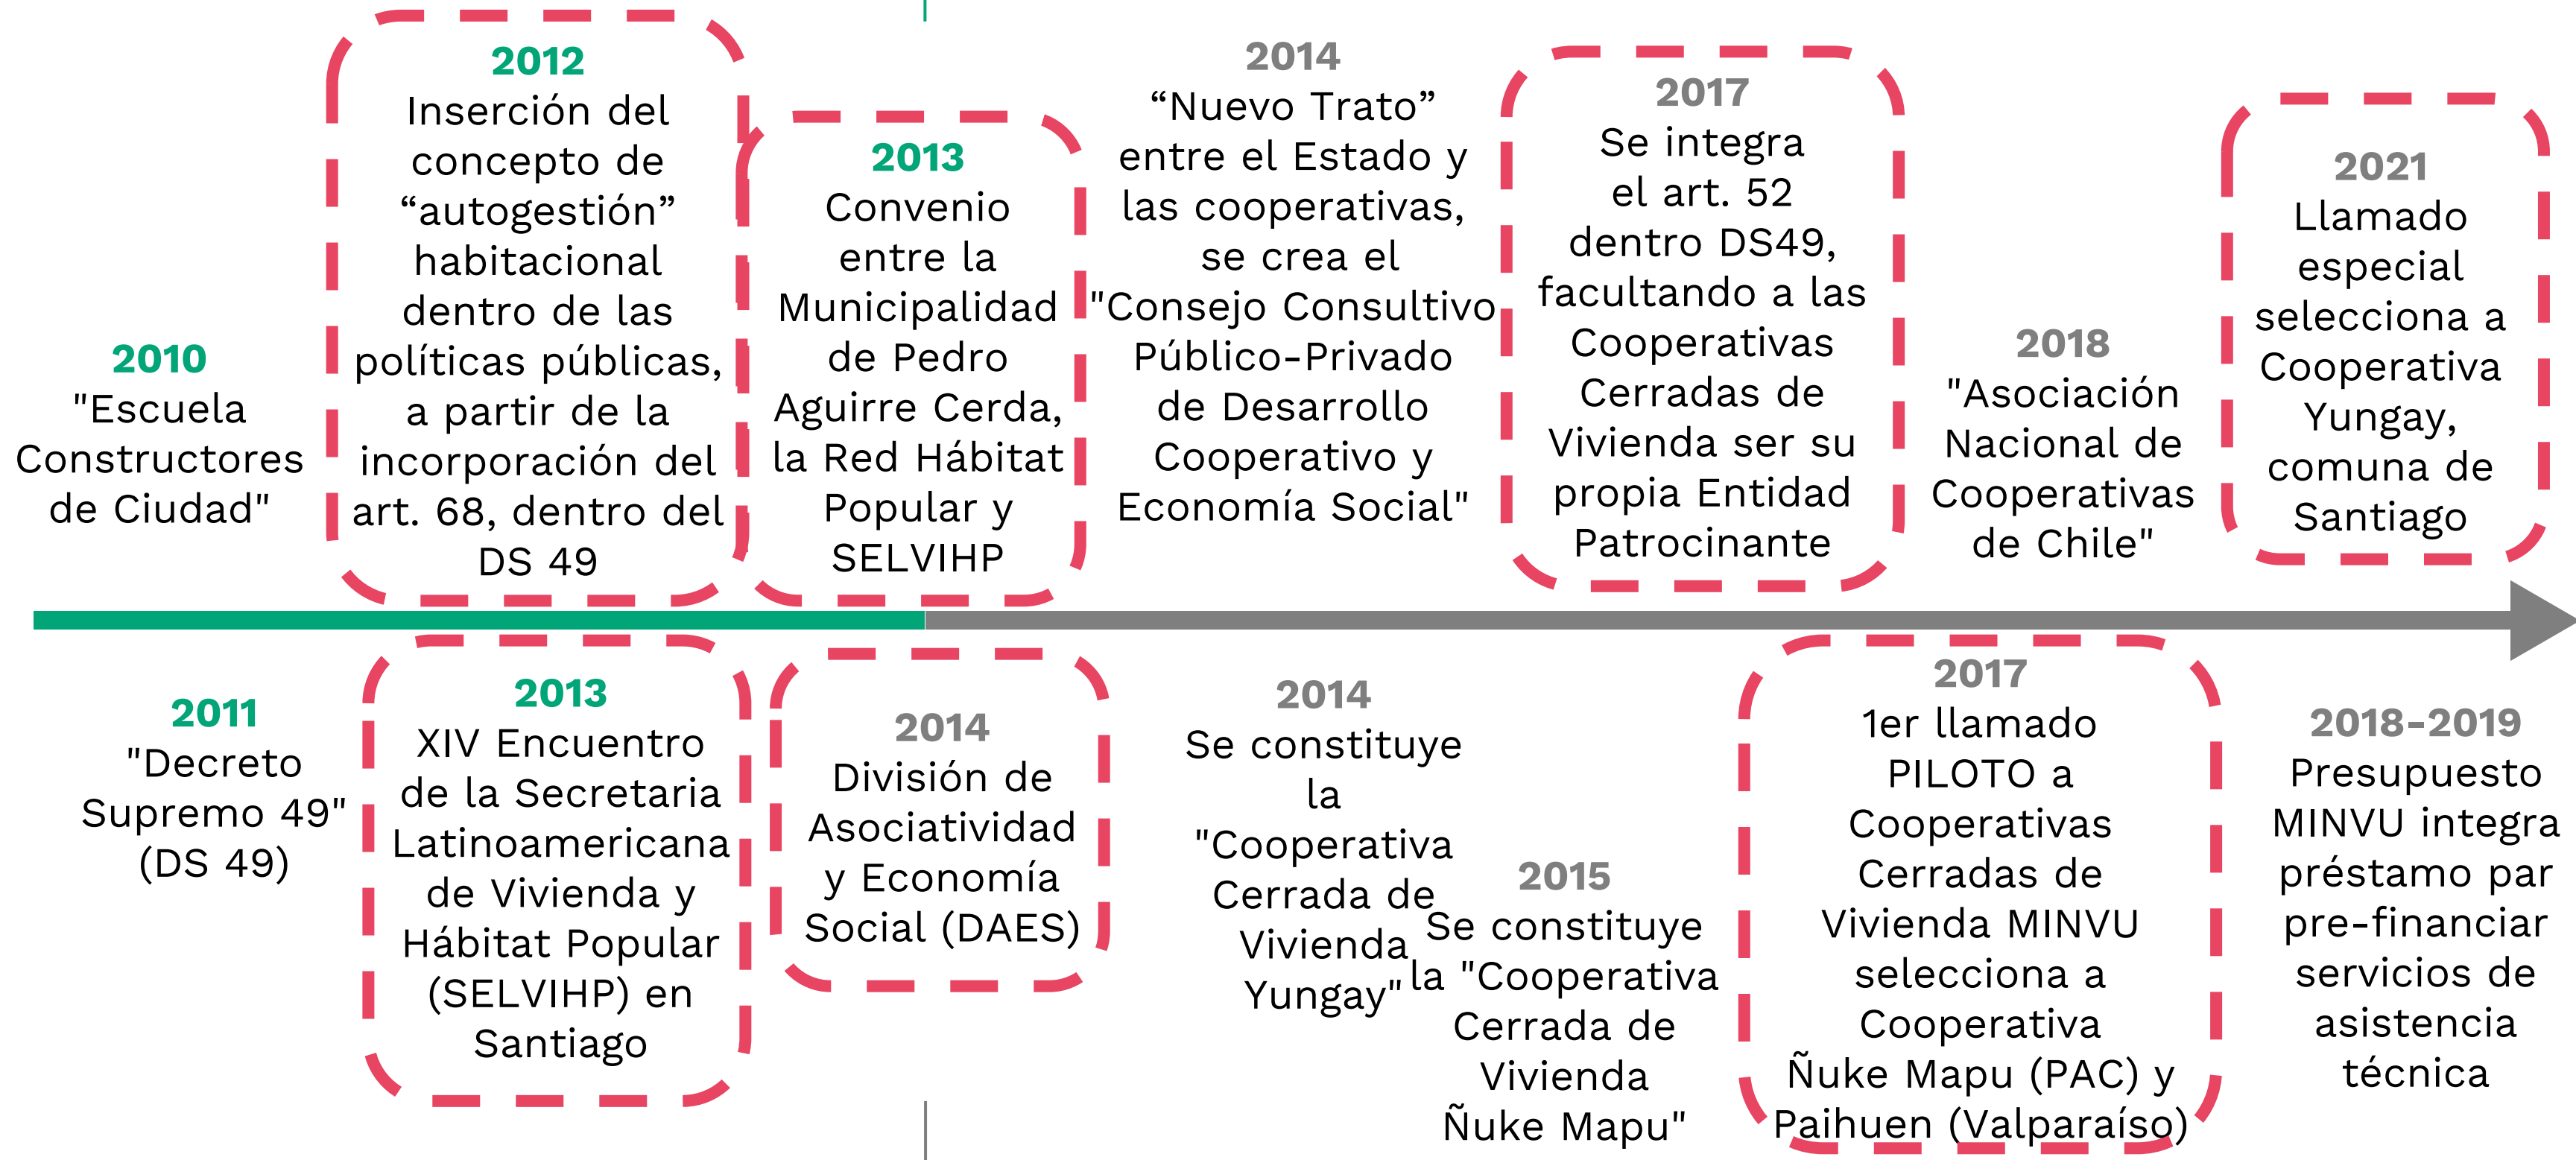 2010
"Escuela
Constructores
de Ciudad"
2012
Inserción del
concepto de
“autogestión”
habitacional
dentro de las
políticas públicas,
a partir de la
incorporación del
art. 68, dentro del
DS 49
2013
Convenio
entre la
Municipalidad
de Pedro
Aguirre Cerda,
la Red Hábitat
Popular y
SELVIHP
2014
“Nuevo Trato”
entre el Estado y
las cooperativas,
se crea el
"Consejo Consultivo
Público-Privado
de Desarrollo
Cooperativo y
Economía Social"
2017
Se integra
el art. 52
dentro DS49,
facultando a las
Cooperativas
Cerradas de
Vivienda ser su
propia Entidad
Patrocinante
2018
"Asociación
Nacional de
Cooperativas
de Chile"
2021
Llamado
especial
selecciona a
Cooperativa
Yungay,
comuna de
Santiago
2011
"Decreto
Supremo 49"
(DS 49)
2013
XIV Encuentro
de la Secretaria
Latinoamericana
de Vivienda y
Hábitat Popular
(SELVIHP) en
Santiago
2014
División de
Asociatividad
y Economía
Social (DAES)
2014
Se constituye
la
"Cooperativa
Cerrada de
Vivienda
Yungay"
2015
Se constituye
la "Cooperativa
Cerrada de
Vivienda
Ñuke Mapu"
2017
1er llamado
PILOTO a
Cooperativas
Cerradas de
Vivienda MINVU
selecciona a
Cooperativa
Ñuke Mapu (PAC) y
Paihuen (Valparaíso)
2018-2019
Presupuesto
MINVU integra
préstamo par
pre-financiar
servicios de
asistencia
técnica